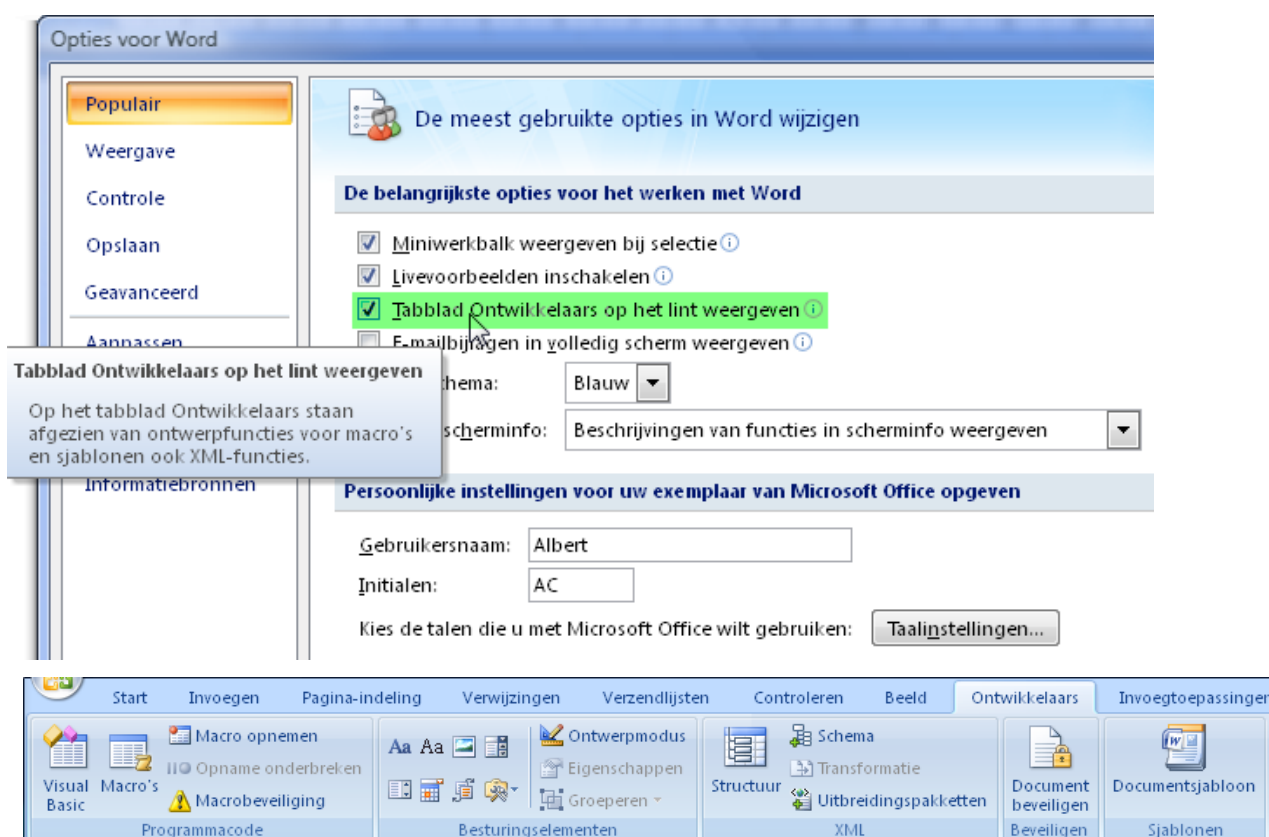 Opties voor Word
Populair
Weergave
Controle
Opslaan
Geavanceerd
Aanpassen
Informatiebronnen
De meest gebruikte opties in Word wijzigen
De belangrijkste opties voor het werken met Word
Miniwerkbalk weergeven bij selectie
Livevoorbeelden inschakelen
Tabblad Ontwikkelaars op het lint weergeven
E-mailbijlagen in volledig scherm weergeven
hema: Blauw
scherminfo: Beschrijvingen van functies in scherminfo weergeven
Tabblad Ontwikkelaars op het lint weergeven
Op het tabblad Ontwikkelaars staan
afgezien van ontwerpfuncties voor macro's
en sjablonen ook XML-functies.
Persoonlijke instellingen voor uw exemplaar van Microsoft Office opgeven
Gebruikersnaam: Albert
Initialen: AC
Kies de talen die u met Microsoft Office wilt gebruiken: Taalinstellingen...
Start Invoegen Pagina-indeling Verwijzingen Verzendlijsten Controleren Beeld Ontwikkelaars Invoegtoepassingen
Visual
Basic
Macro's
Macro opnemen
Opname onderbreken
Macrobeveiliging
Programmacode
Aa Aa
Ontwerpmodus
Eigenschappen
Groeperen
Besturingselementen
Structuur
Schema
Transformatie
Uitbreidingspakketten
XML
Document
beveiligen
Beveiligen
Documentsjabloon
Sjablonen